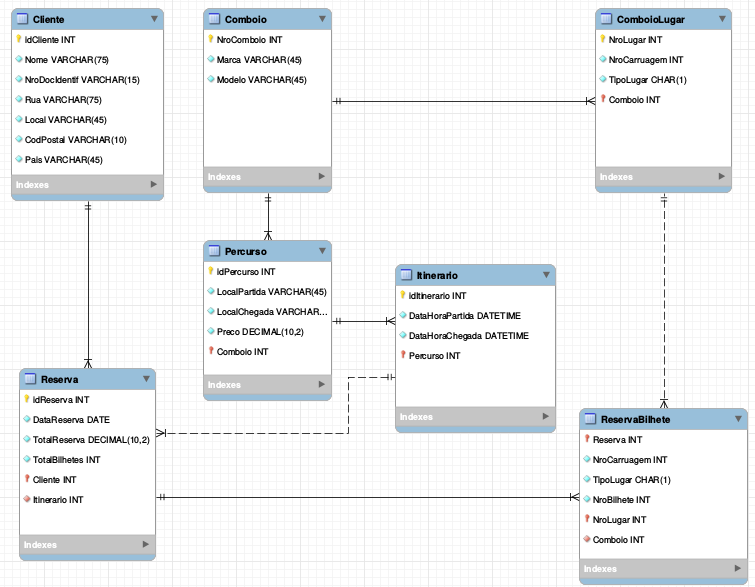 Cliente
idCliente INT
Nome VARCHAR(75)
NroDocIdentif VARCHAR(15)
Rua VARCHAR(75)
Local VARCHAR(45)
CodPostal VARCHAR(10)
Pais VARCHAR(45)
Indexes
Comboio
NroComboio INT
Marca VARCHAR(45)
Modelo VARCHAR(45)
Indexes
ComboioLugar
NroLugar INT
NroCarruagem INT
TipoLugar CHAR(1)
Comboio INT
Indexes
Percurso
idPercurso INT
LocalPartida VARCHAR(45)
LocalChegada VARCHAR...
Preco DECIMAL(10,2)
Comboio INT
Indexes
Itinerario
idItinerario INT
DataHoraPartida DATETIME
DataHoraChegada DATETIME
Percurso INT
Indexes
Reserva
idReserva INT
DataReserva DATE
TotalReserva DECIMAL(10,2)
TotalBilhetes INT
Cliente INT
Itinerario INT
Indexes
ReservaBilhete
Reserva INT
NroCarruagem INT
TipoLugar CHAR(1)
NroBilhete INT
NroLugar INT
Comboio INT
Indexes